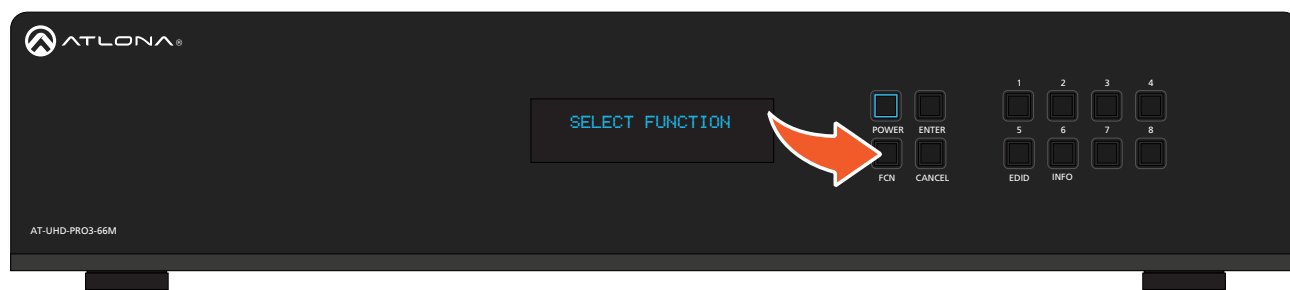 ATLONA®
1 2 3 4
SELECT FUNCTION
POWER ENTER 5 6 7 8
FCN CANCEL EDID INFO
AT-UHD-PRO3-66M